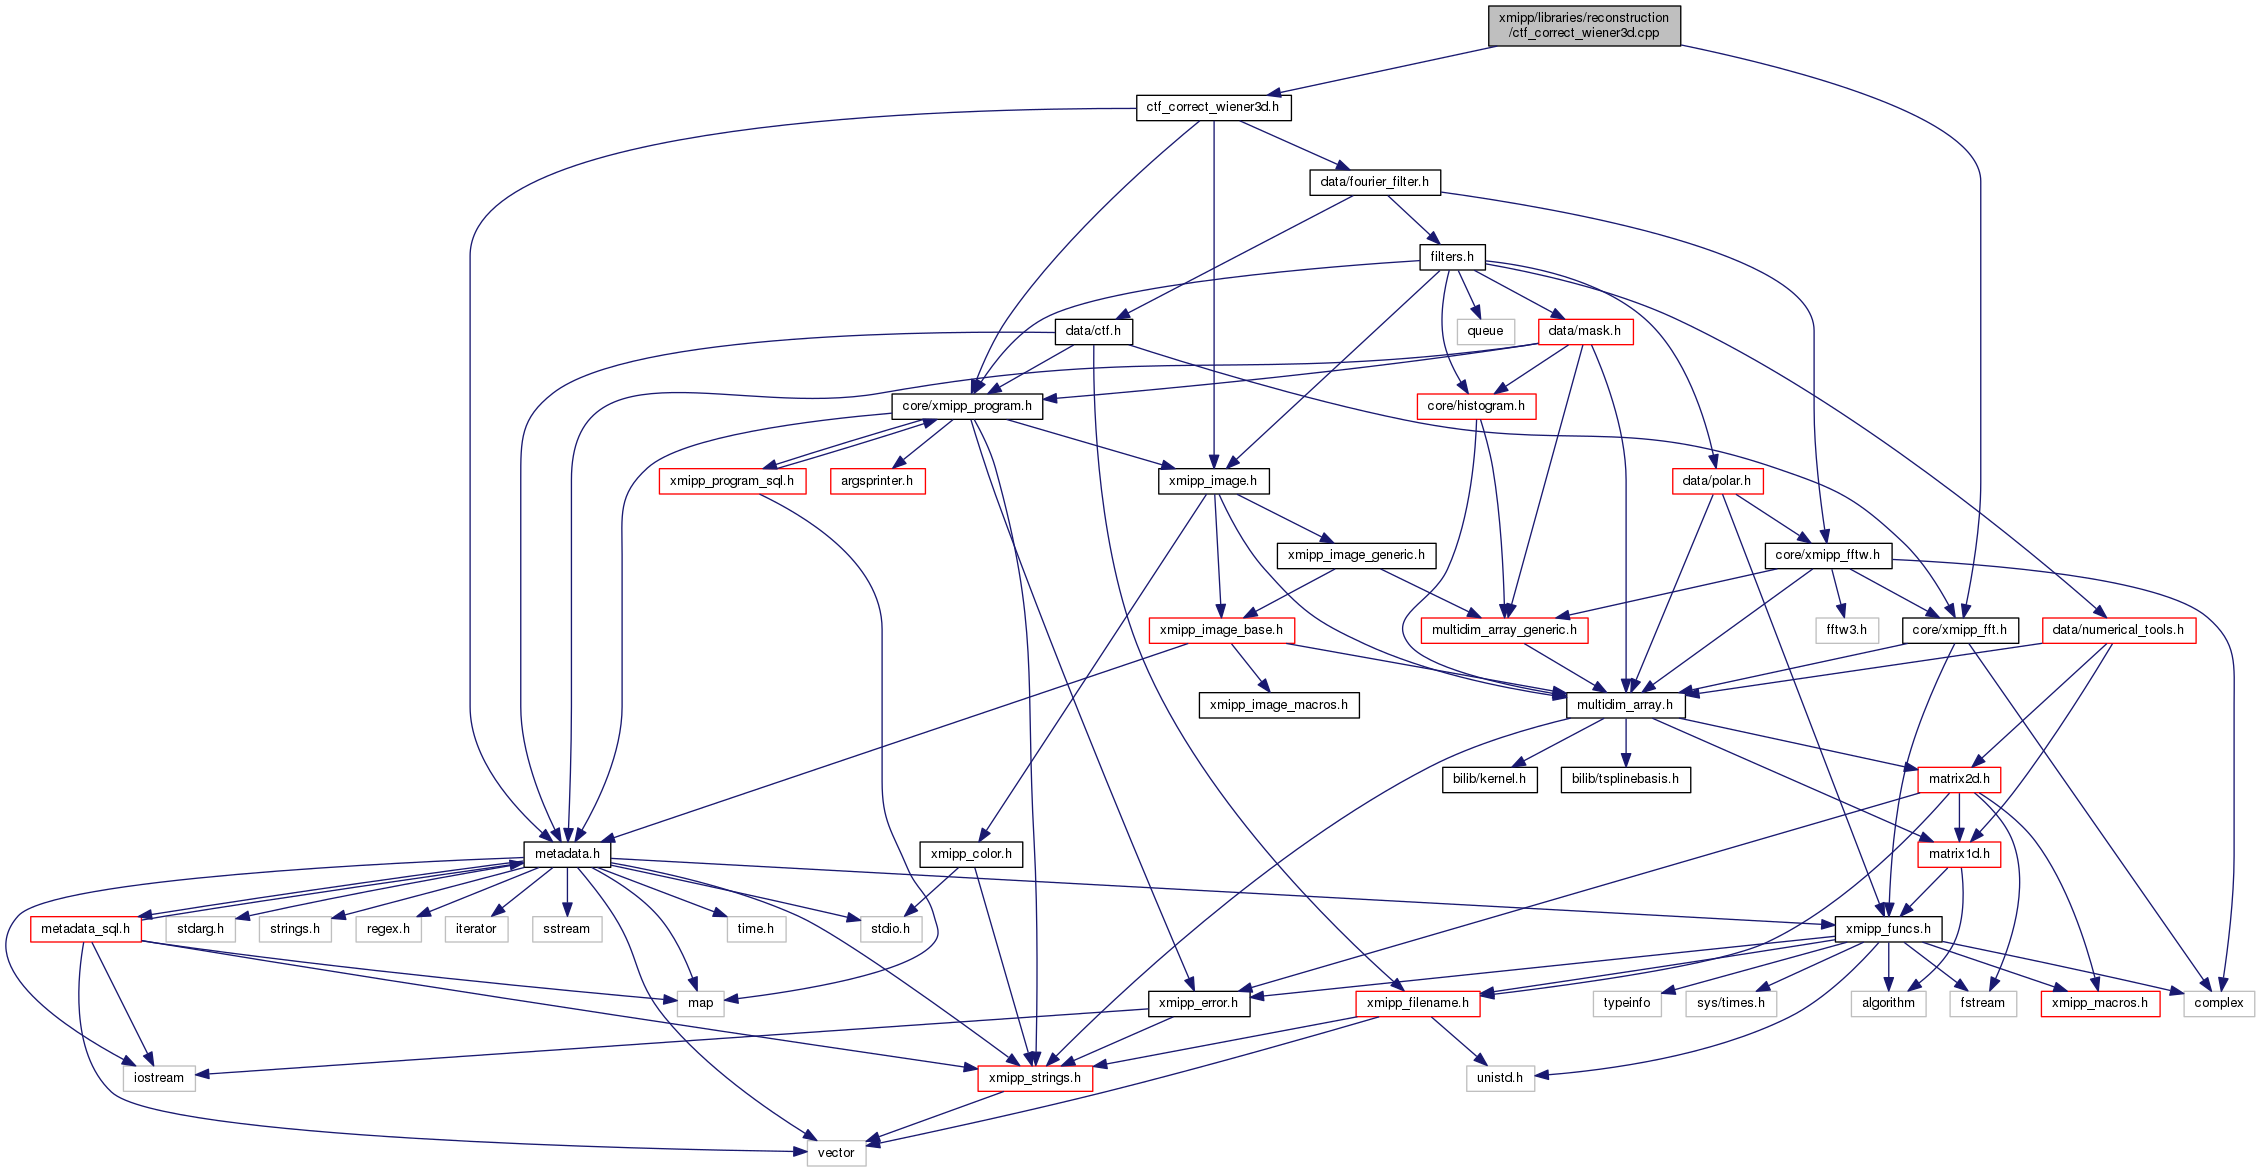 xmipp/libraries/reconstruction
/ctf_correct_wiener3d.cpp
ctf_correct_wiener3d.h
data/fourier_filter.h
filters.h
data/ctf.h
queue
data/mask.h
core/xmipp_program.h
core/histogram.h
xmipp_program_sql.h
argsprinter.h
xmipp_image.h
data/polar.h
xmipp_image_generic.h
core/xmipp_fftw.h
xmipp_image_base.h
multidim_array_generic.h
fftw3.h
core/xmipp_fft.h
data/numerical_tools.h
xmipp_image_macros.h
multidim_array.h
bilib/kernel.h
bilib/tsplinebasis.h
matrix2d.h
metadata.h
xmipp_color.h
matrix1d.h
metadata_sql.h
stdarg.h
strings.h
regex.h
iterator
sstream
time.h
stdio.h
xmipp_funcs.h
map
xmipp_error.h
xmipp_filename.h
typeinfo
sys/times.h
algorithm
fstream
xmipp_macros.h
complex
iostream
xmipp_strings.h
unistd.h
vector